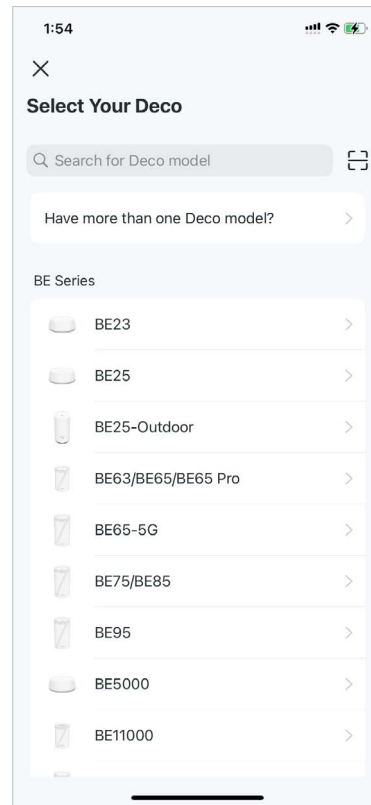 1:54
Select Your Deco
Search for Deco model
Have more than one Deco model?
BE Series
BE23
BE25
BE25-Outdoor
BE63/BE65/BE65 Pro
BE65-5G
BE75/BE85
BE95
BE5000
BE11000